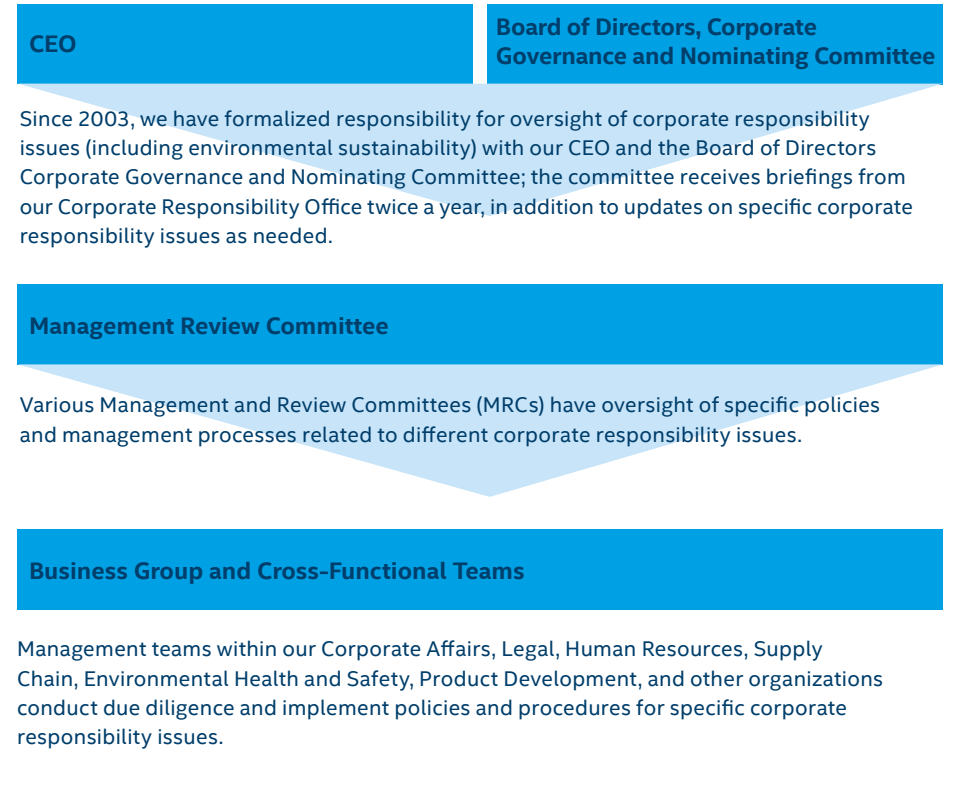 CEO
Board of Directors, Corporate
Governance and Nominating Committee
Since 2003, we have formalized responsibility for oversight of corporate responsibility
issues (including environmental sustainability) with our CEO and the Board of Directors
Corporate Governance and Nominating Committee; the committee receives briefings from
our Corporate Responsibility Office twice a year, in addition to updates on specific corporate
responsibility issues as needed.
Management Review Committee
Various Management and Review Committees (MRCs) have oversight of specific policies
and management processes related to different corporate responsibility issues.
Business Group and Cross-Functional Teams
Management teams within our Corporate Affairs, Legal, Human Resources, Supply
Chain, Environmental Health and Safety, Product Development, and other organizations
conduct due diligence and implement policies and procedures for specific corporate
responsibility issues.